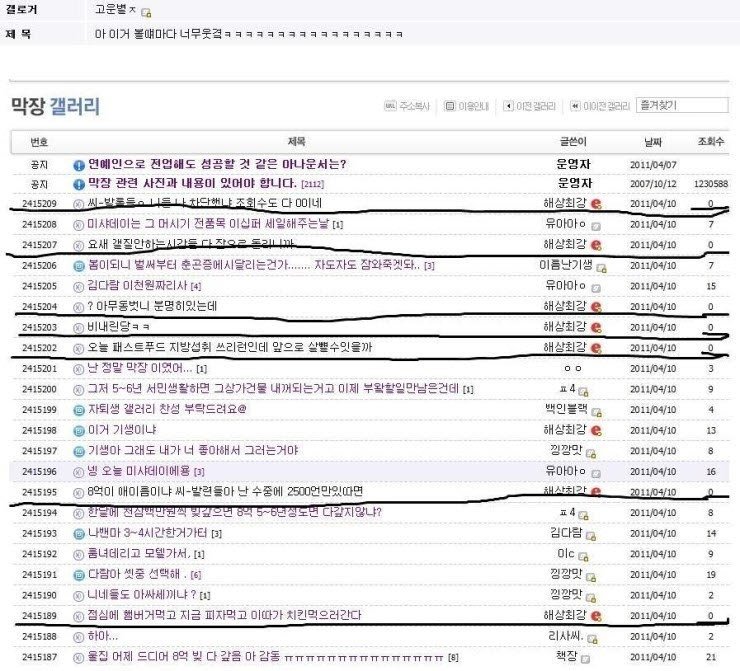 갤로거 고운별ㅈ
제 목 아 이거 볼때마다 너무웃겨ㅋㅋㅋㅋㅋㅋㅋㅋㅋㅋㅋㅋㅋㅋㅋㅋㅋ
막장 갤러리 URL 주소복사 이용안내 이전 갤러리 이이전 갤러리 즐겨찾기
번호 제목 글쓴이 날짜 조회수
공지 연예인으로 전업해도 성공할 것 같은 아나운서는? 운영자 2011/04/07
공지 막장 관련 사진과 내용이 있어야 합니다. [2112] 운영자 2007/10/12 1230588
2415209 차단했냐 조회수도 다 00이네 해상최강 2011/04/10 0
2415208 미샤데이는 그 머시기 전품목 이십퍼 세일해주는날 [1] 유아아ㅇ 2011/04/10 7
2415207 요새 갤질안하는시간들 다 잠으로 돌리니까 해상최강 2011/04/10 0
2415206 봄이되니 벌써부터 춘곤증에시달리는건가....... 자도자도 잠와죽겟돠.. [3] 이름난기생 2011/04/10 7
2415205 김다람 이천원짜리사 [4] 유아아ㅇ 2011/04/10 15
2415204 ? 아무동벗니 분명히있는데 해상최강 2011/04/10 0
2415203 비내린당ㅋㅋ 해상최강 2011/04/10 0
2415202 오늘 패스트푸드 지방섭취 쓰리런인데 앞으로 살뺄수잇을까 해상최강 2011/04/10 0
2415201 난 정말 막장 이였어... [1] ㅇㅇ 2011/04/10 3
2415200 그저 5~6년 서민생활하면 그상가건물 내꺼되는거고 이제 부왘할일만남은건데 [1] ㅍ4 2011/04/10 9
2415199 자퇴생 갤러리 찬성 부탁드려요@ 백인블랙 2011/04/10 4
2415198 이거 기생이냐 해상최강 2011/04/10 13
2415197 기생아 그래도 내가 너 좋아해서 그러는거야 낑깡맛 2011/04/10 8
2415196 넹 오늘 미샤데이에용 [3] 유아아ㅇ 2011/04/10 16
2415195 8억이 애이름이냐 씨-발련들아 난 수중에 2500언만있따면 해상최강 2011/04/10 0
2415194 한달에 천삼백만원씩 빚갚으면 8억 5~6년정도면 다갚지않냐? ㅍ4 2011/04/10 8
2415193 나밴마 3~4시간한거가터 [3] 김다람 2011/04/10 14
2415192 훔녀데리고 모텔가서. [1] 미c 2011/04/10 9
2415191 다람아 셋중 선택해 . [6] 낑깡맛 2011/04/10 19
2415190 니네들도 아싸세끼냐 ? [1] 낑깡맛 2011/04/10 2
2415189 점심에 햄버거먹고 지금 피자먹고 이따가 치킨먹으러간다 해상최강 2011/04/10 0
2415188 하아... 리사씨. 2011/04/10 2
2415187 울집 어제 드디어 8억 빚 다 갚음 아 감동 ㅠㅠㅠㅠㅠㅠㅠㅠㅠㅠㅠㅠㅠㅠㅠ [8] 책장 2011/04/10 21